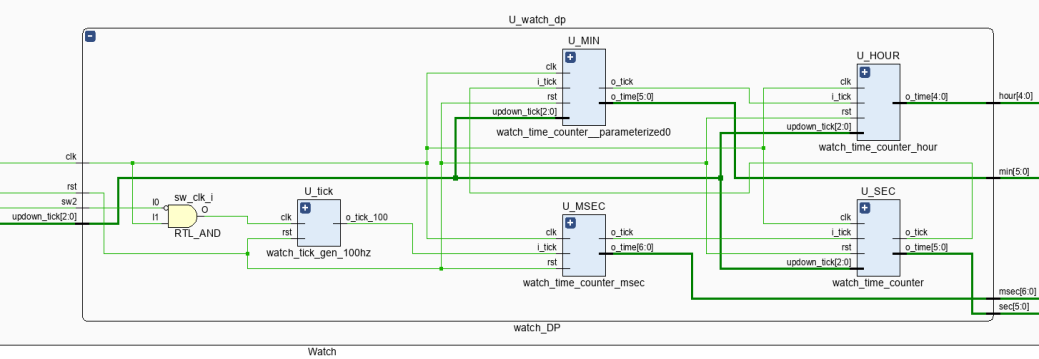 U_watch_dp
U_MIN
clk
i_tick
rst
updown_tick[2:0]
o_tick
o_time[5:0]
watch_time_counter__parameterized0
U_HOUR
clk
i_tick
rst
updown_tick[2:0]
o_time[4:0]
watch_time_counter_hour
hour[4:0]
min[5:0]
clk
rst
sw2
updown_tick[2:0]
sw_clk_i
I0
I1
O
RTL_AND
U_tick
clk
rst
o_tick_100
watch_tick_gen_100hz
U_MSEC
clk
i_tick
rst
o_tick
o_time[6:0]
watch_time_counter_msec
U_SEC
clk
i_tick
rst
updown_tick[2:0]
o_tick
o_time[5:0]
watch_time_counter
msec[6:0]
sec[5:0]
watch_DP
Watch